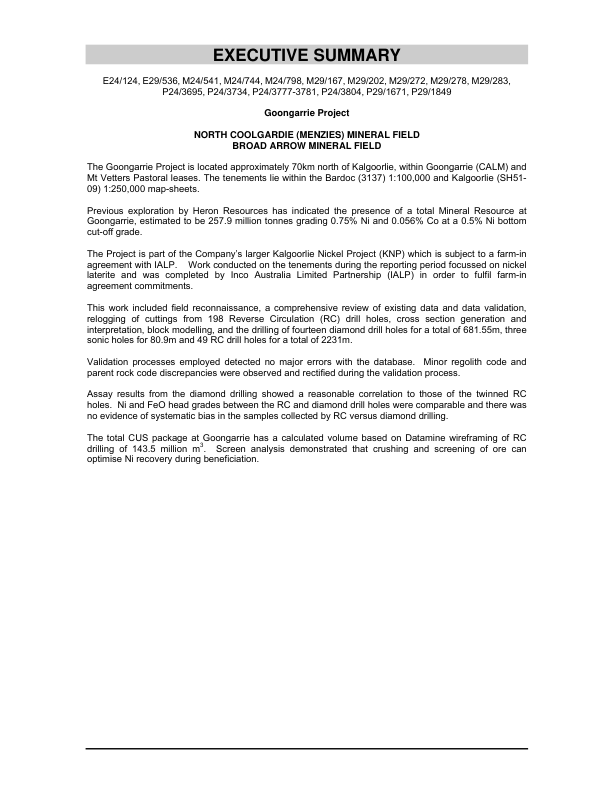 EXECUTIVE SUMMARY
E24/124, E29/536, M24/541, M24/744, M24/798, M29/167, M29/202, M29/272, M29/278, M29/283,
P24/3695, P24/3734, P24/3777-3781, P24/3804, P29/1671, P29/1849
Goongarrie Project
NORTH COOLGARDIE (MENZIES) MINERAL FIELD
BROAD ARROW MINERAL FIELD
The Goongarrie Project is located approximately 70km north of Kalgoorlie, within Goongarrie (CALM) and
Mt Vetters Pastoral leases. The tenements lie within the Bardoc (3137) 1:100,000 and Kalgoorlie (SH51-
09) 1:250,000 map-sheets.
Previous exploration by Heron Resources has indicated the presence of a total Mineral Resource at
Goongarrie, estimated to be 257.9 million tonnes grading 0.75% Ni and 0.056% Co at a 0.5% Ni bottom
cut-off grade.
The Project is part of the Company's larger Kalgoorlie Nickel Project (KNP) which is subject to a farm-in
agreement with IALP. Work conducted on the tenements during the reporting period focussed on nickel
laterite and was completed by Inco Australia Limited Partnership (IALP) in order to fulfil farm-in
agreement commitments.
This work included field reconnaissance, a comprehensive review of existing data and data validation,
relogging of cuttings from 198 Reverse Circulation (RC) drill holes, cross section generation and
interpretation, block modelling, and the drilling of fourteen diamond drill holes for a total of 681.55m, three
sonic holes for 80.9m and 49 RC drill holes for a total of 2231m.
Validation processes employed detected no major errors with the database. Minor regolith code and
parent rock code discrepancies were observed and rectified during the validation process.
Assay results from the diamond drilling showed a reasonable correlation to those of the twinned RC
holes. Ni and FeO head grades between the RC and diamond drill holes were comparable and there was
no evidence of systematic bias in the samples collected by RC versus diamond drilling.
The total CUS package at Goongarrie has a calculated volume based on Datamine wireframing of RC
drilling of 143.5 million m³. Screen analysis demonstrated that crushing and screening of ore can
optimise Ni recovery during beneficiation.